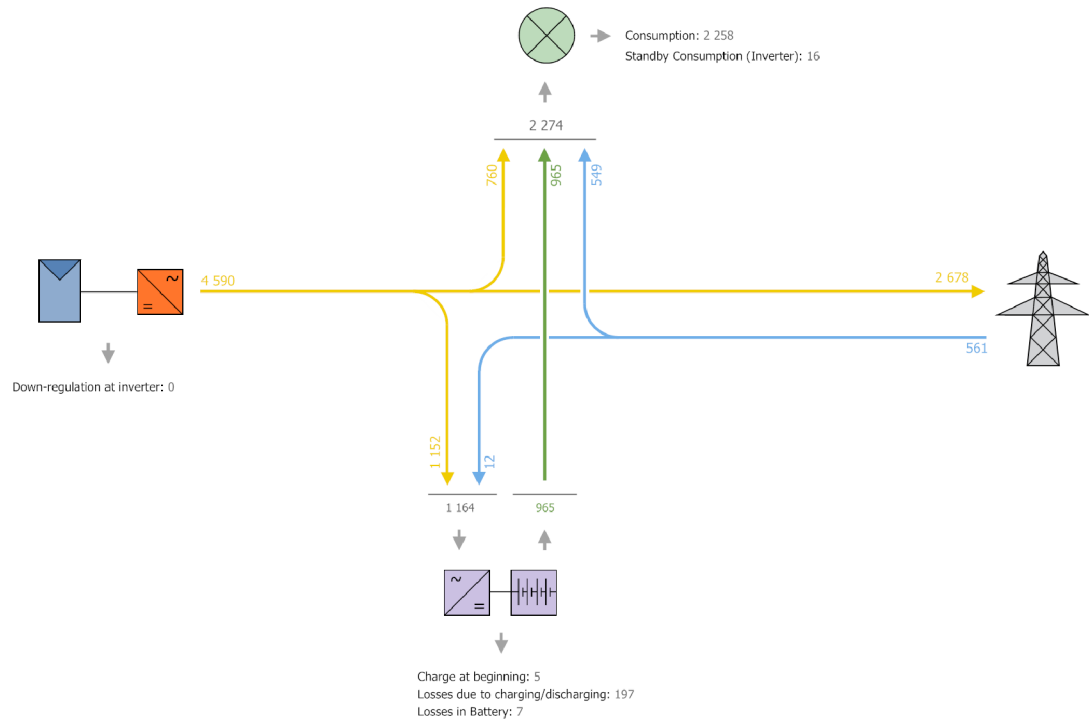 Consumption: 2 258
Standby Consumption (Inverter): 16
2 274
760
965
549
4 590
2 678
561
Down-regulation at inverter: 0
1 152
12
1 164
965
Charge at beginning: 5
Losses due to charging/discharging: 197
Losses in Battery: 7